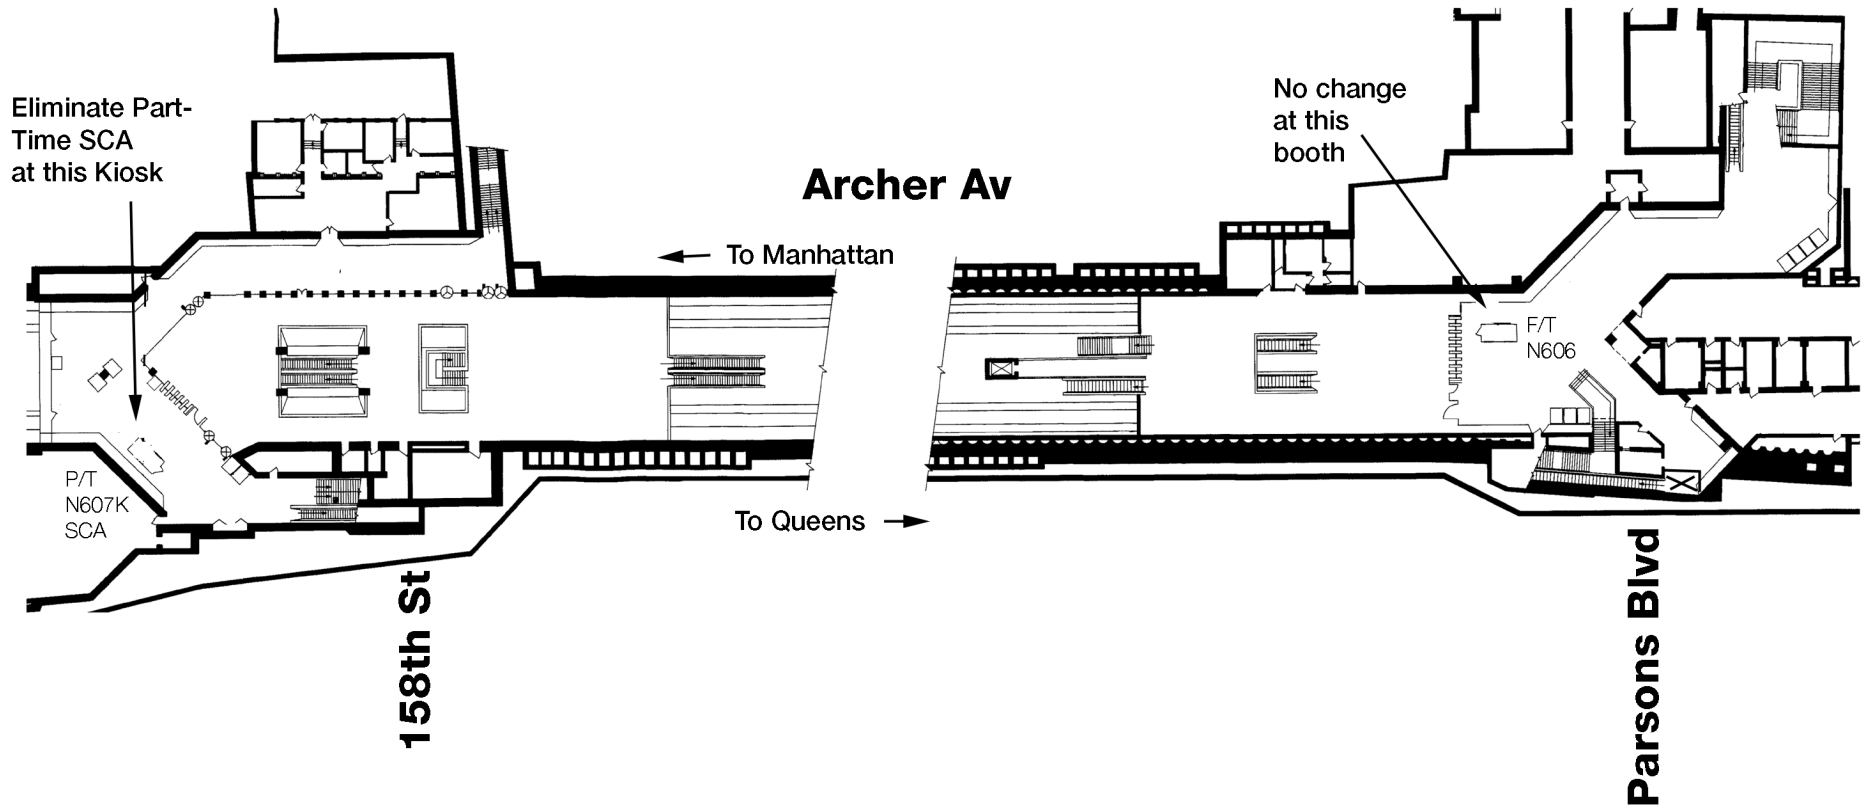 Eliminate Part-
Time SCA
at this Kiosk
No change
at this
booth
Archer Av
To Manhattan
F/T
N606
P/T
N607K
SCA
To Queens
158th St
Parsons Blvd